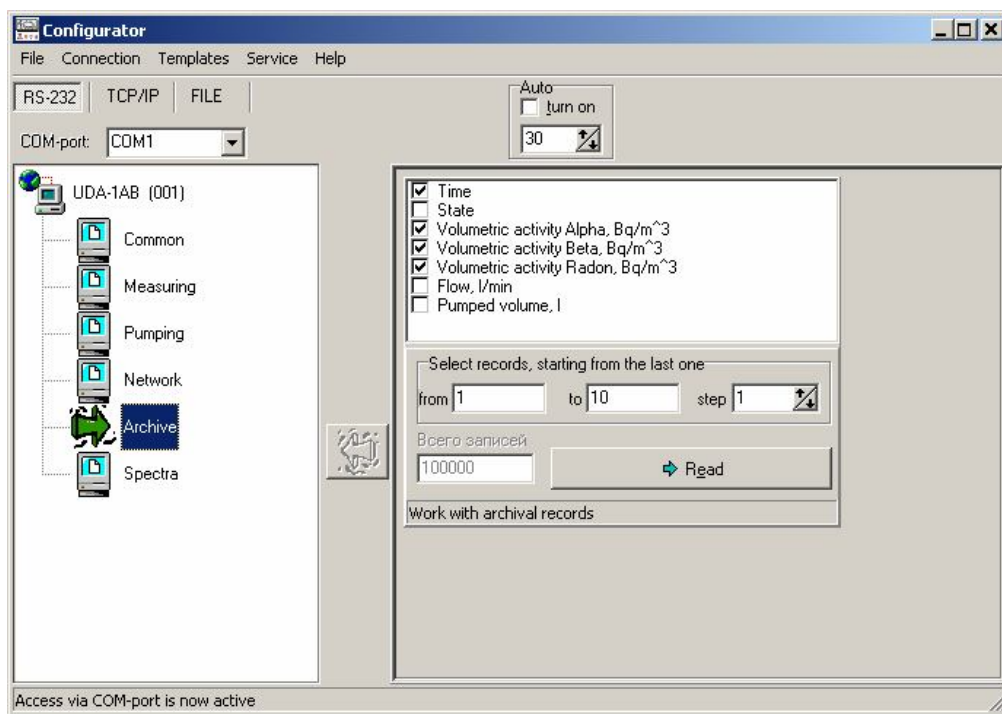 Configurator
File Connection Templates Service Help
RS-232 TCP/IP FILE
Auto
turn on
COM-port: COM1
30
UDA-1AB (001)
Common
Measuring
Pumping
Network
Archive
Spectra
Time
State
Volumetric activity Alpha, Bq/m^3
Volumetric activity Beta, Bq/m^3
Volumetric activity Radon, Bq/m^3
Flow, l/min
Pumped volume, l
Select records, starting from the last one
from 1 to 10 step 1
Всего записей
100000
Read
Work with archival records
Access via COM-port is now active